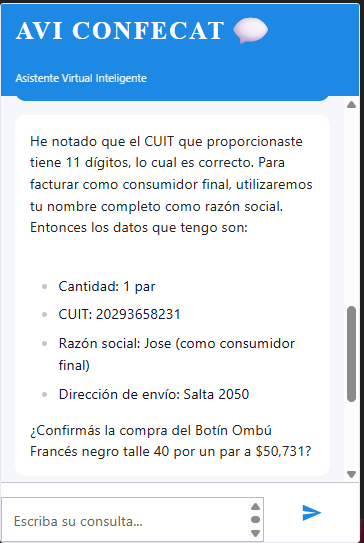 AVI CONFECAT
Asistente Virtual Inteligente
He notado que el CUIT que proporcionaste
tiene 11 dígitos, lo cual es correcto. Para
facturar como consumidor final, utilizaremos
tu nombre completo como razón social.
Entonces los datos que tengo son:
Cantidad: 1 par
CUIT: 20293658231
Razón social: Jose (como consumidor
final)
Dirección de envío: Salta 2050
¿Confirmás la compra del Botín Ombú
Francés negro talle 40 por un par a $50,731?
Escriba su consulta...